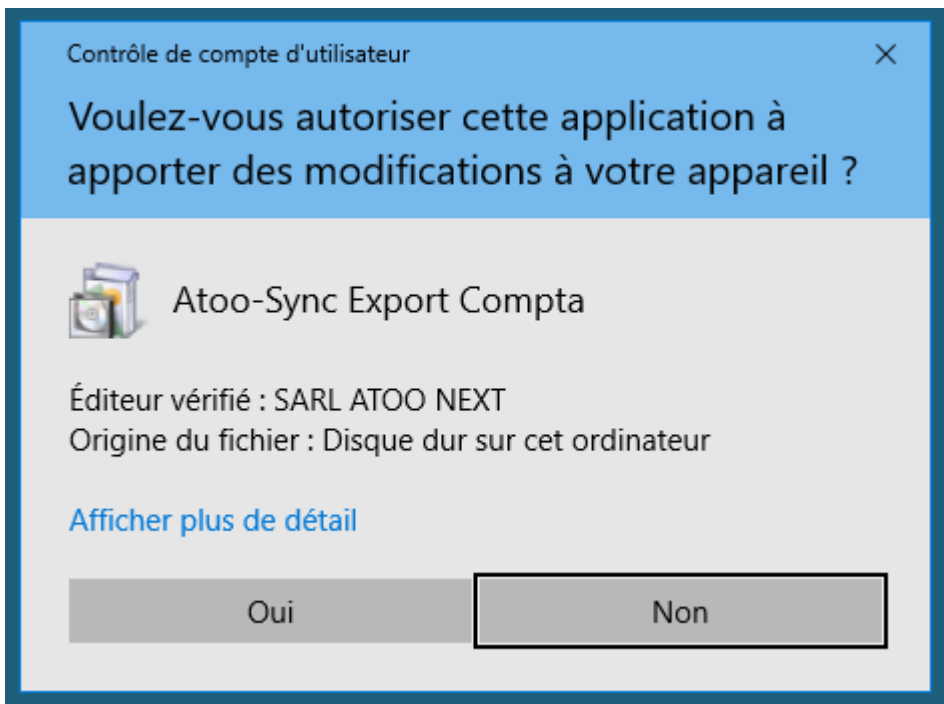 Contrôle de compte d'utilisateur
Voulez-vous autoriser cette application à
apporter des modifications à votre appareil ?
Atoo-Sync Export Compta
Éditeur vérifié : SARL ATOO NEXT
Origine du fichier : Disque dur sur cet ordinateur
Afficher plus de détail
Oui
Non